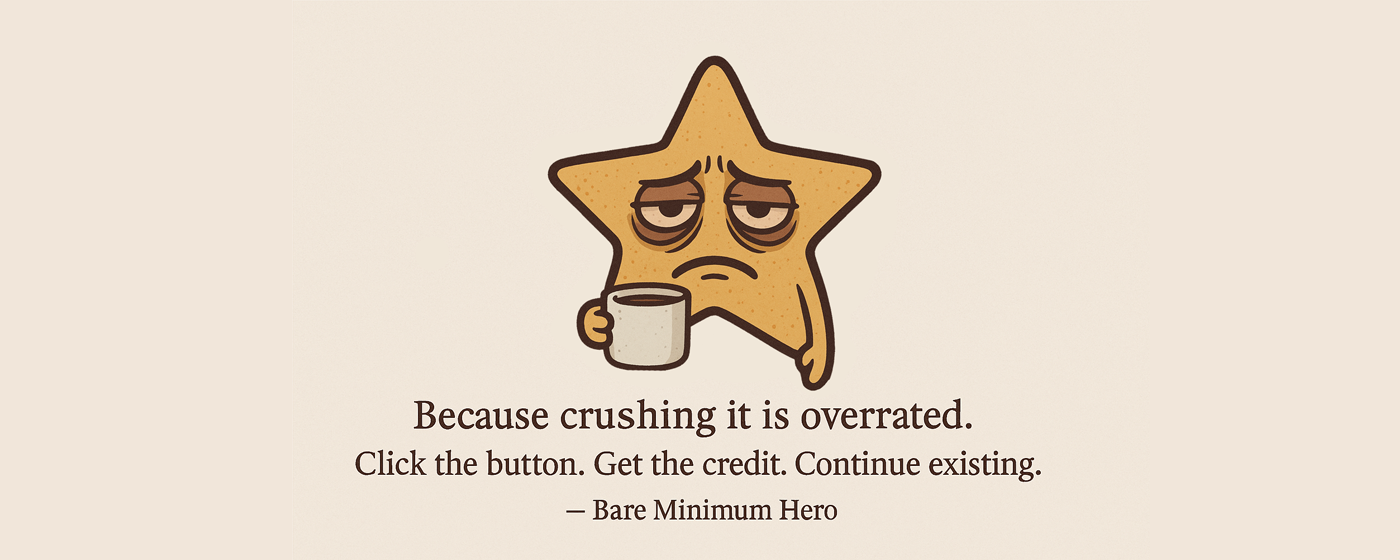 Because crushing it is overrated.
Click the button. Get the credit. Continue existing.
— Bare Minimum Hero